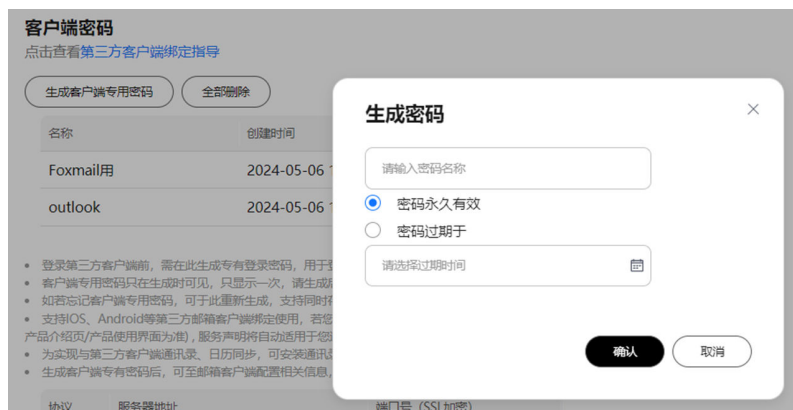 客户端密码
点击查看第三方客户端绑定指导
生成客户端专用密码 全部删除
名称 创建时间
Foxmail用 2024-05-06 1
outlook 2024-05-06 1
登录第三方客户端前，需在此生成专有登录密码，用于
客户端专用密码只在生成时可见，只显示一次，请生成
如若忘记客户端专用密码，可于此重新生成，支持同时
支持IOS、Android等第三方邮箱客户端绑定使用，若您
产品介绍页/产品使用界面为准)，服务声明将自动适用于您
为实现与第三方客户端通讯录、日历同步，可安装通讯
生成客户端专有密码后，可至邮箱客户端配置相关信息，
协议 服务器地址 端口号（SSL加密）
生成密码
请输入密码名称
密码永久有效
密码过期于
请选择过期时间
确认 取消